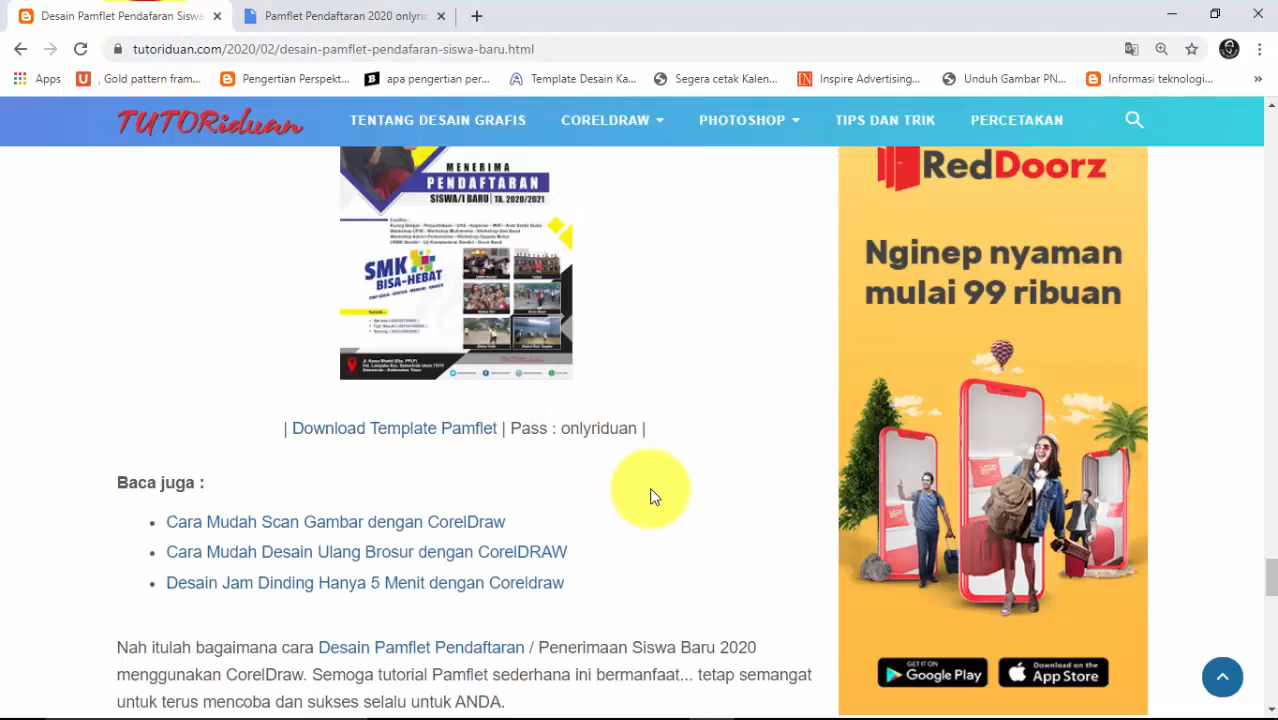 Desain Pamflet Pendafaran Siswa
Pamflet Pendaftaran 2020 onlyrid
tutoriduan.com/2020/02/desain-pamflet-pendafaran-siswa-baru.html
Apps
Gold pattern fram...
Pengertian Perspekt...
apa pengertian per...
Template Desain Ka...
Segera cetak Kalen...
Inspire Advertising...
Unduh Gambar PN...
Informasi teknologi...
TUTORiduan
TENTANG DESAIN GRAFIS
CORELDRAW
PHOTOSHOP
TIPS DAN TRIK
PERCETAKAN
MENERIMA
PENDAFTARAN
SISWA/I BARU | TA. 2020/2021
SMK
BISA-HEBAT
| Download Template Pamflet | Pass : onlyriduan |
Baca juga :
Cara Mudah Scan Gambar dengan CorelDraw
Cara Mudah Desain Ulang Brosur dengan CorelDRAW
Desain Jam Dinding Hanya 5 Menit dengan Coreldraw
Nah itulah bagaimana cara Desain Pamflet Pendaftaran / Penerimaan Siswa Baru 2020
menggunakan CorelDraw. Semoga tutorial Pamflet sederhana ini bermanfaat... tetap semangat
untuk terus mencoba dan sukses selalu untuk ANDA.
RedDoorz
Nginep nyaman
mulai 99 ribuan
GET IT ON
Google Play
Download on the
App Store